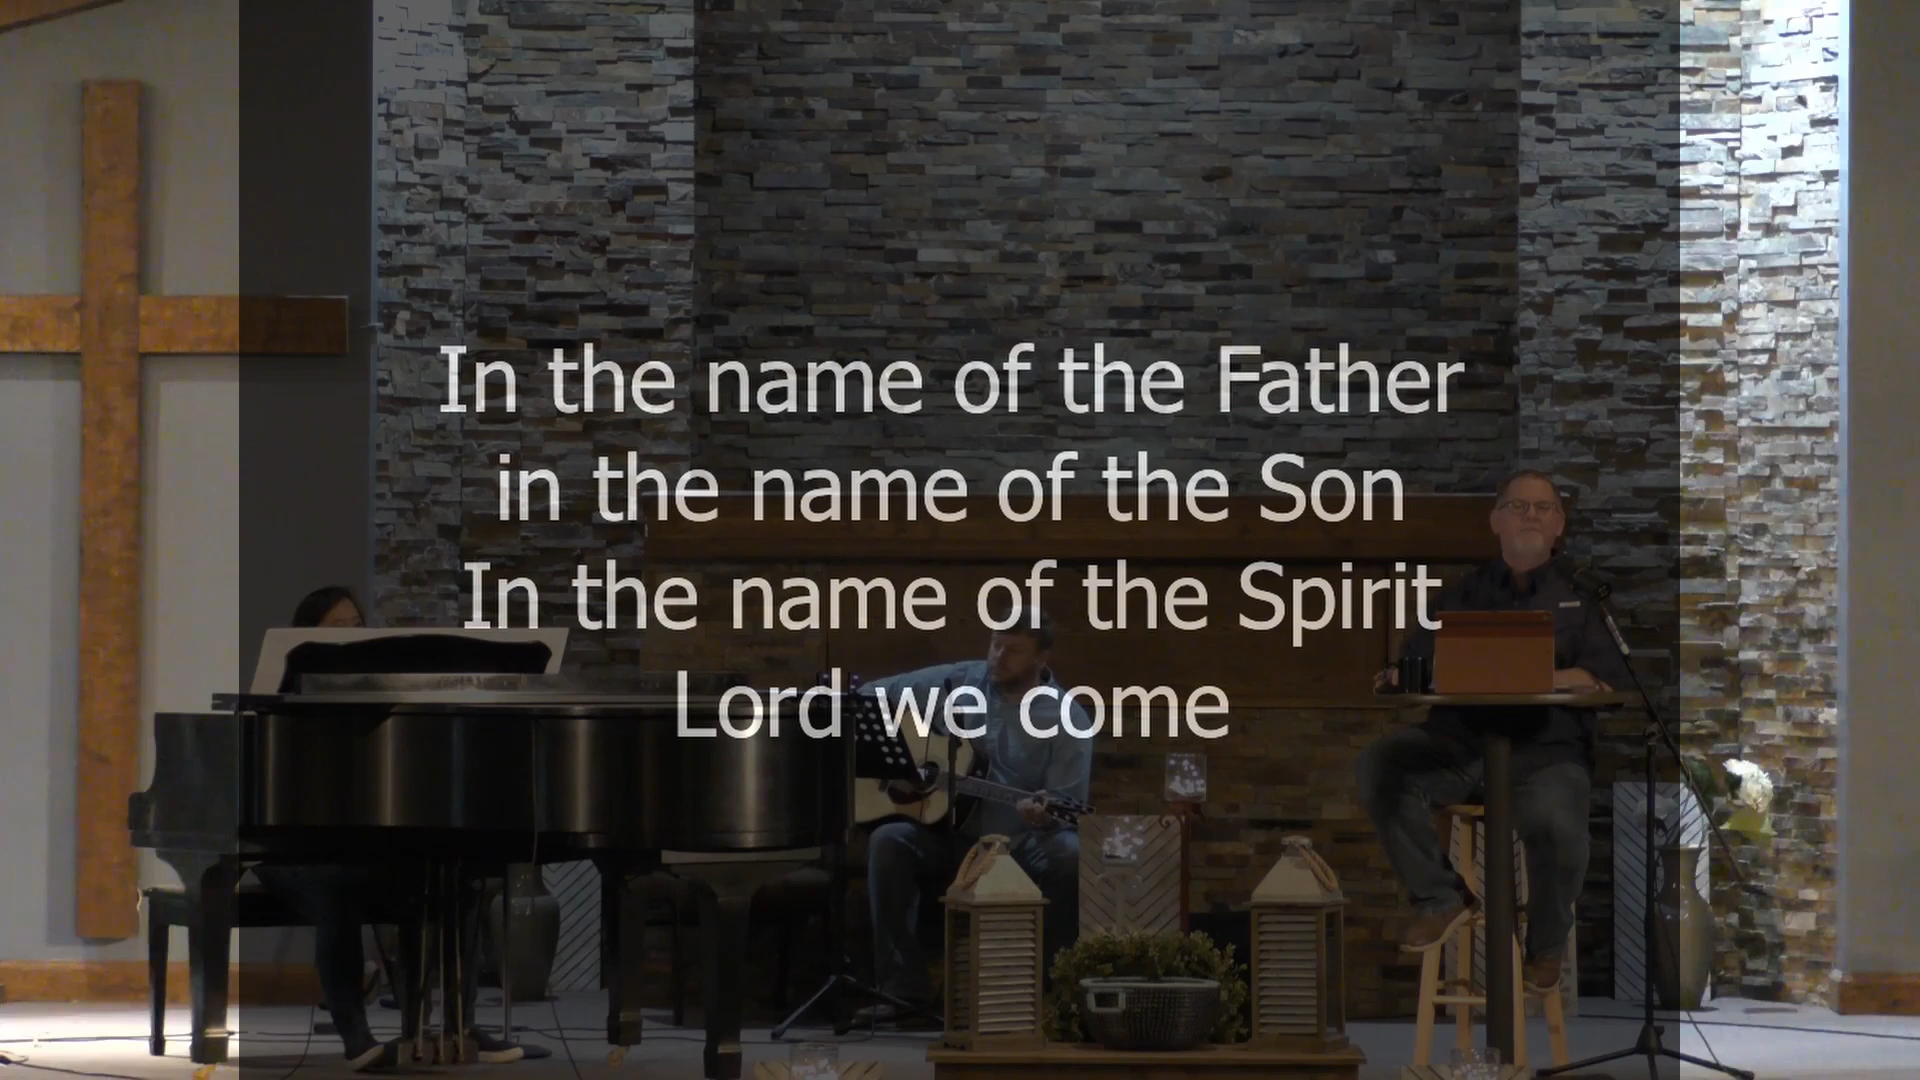 In the name of the Father
in the name of the Son
In the name of the Spirit
Lord we come